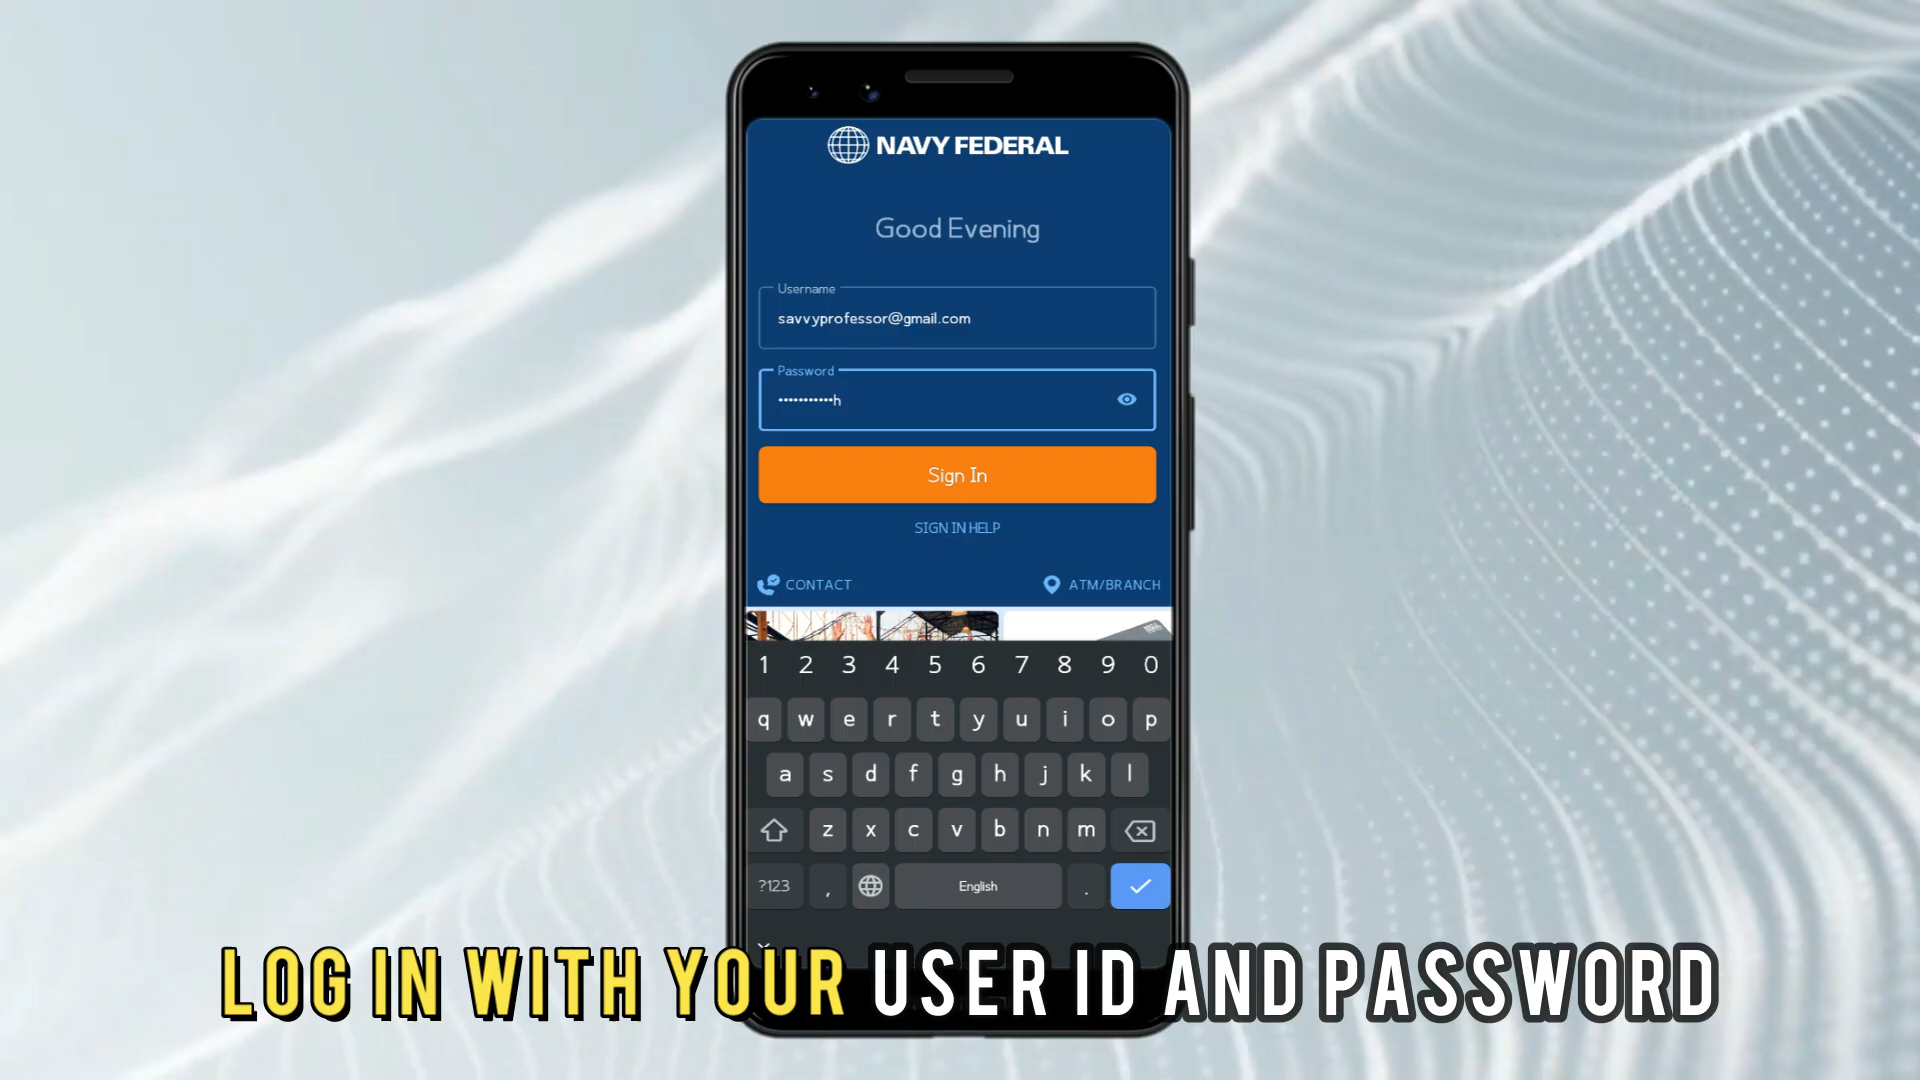 NAVY FEDERAL
Good Evening
Username
savvyprofessor@gmail.com
Password
•••••••••••h
Sign In
SIGN IN HELP
CONTACT ATM/BRANCH
1 2 3 4 5 6 7 8 9 0
q w e r t y u i o p
a s d f g h j k l
z x c v b n m
?123 , English .
LOG IN WITH YOUR USER ID AND PASSWORD